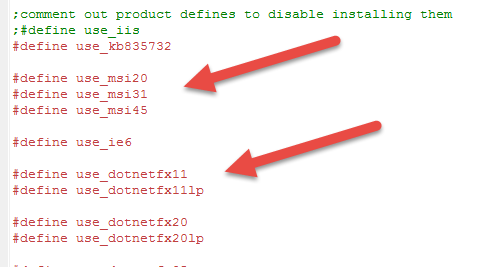 ;comment out product defines to disable installing them
;#define use_iis
#define use_kb835732
#define use_msi20
#define use_msi31
#define use_msi45
#define use_ie6
#define use_dotnetfx11
#define use_dotnetfx11lp
#define use_dotnetfx20
#define use_dotnetfx20lp